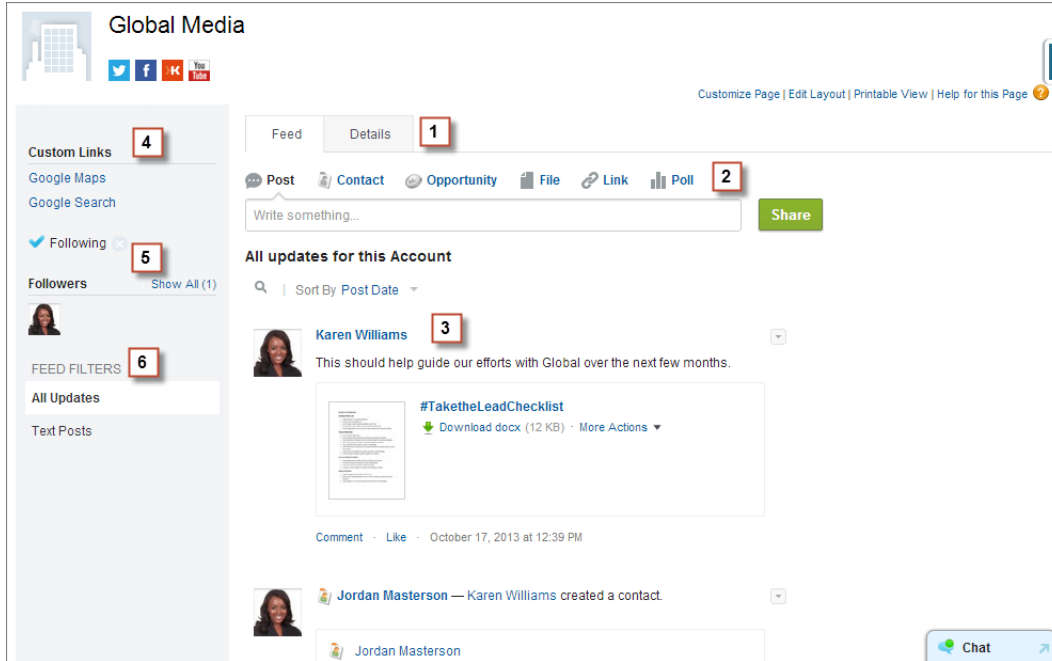 Global Media
You Tube
Customize Page | Edit Layout | Printable View | Help for this Page ?
4
Custom Links
Google Maps
Google Search
Following
5
Followers Show All (1)
6
FEED FILTERS
All Updates
Text Posts
Feed Details 1
Post Contact Opportunity File Link Poll 2
Write something... Share
All updates for this Account
Sort By Post Date
Karen Williams 3
This should help guide our efforts with Global over the next few months.
#TaketheLeadChecklist
Download docx (12 KB) · More Actions
Comment · Like · October 17, 2013 at 12:39 PM
Jordan Masterson — Karen Williams created a contact.
Jordan Masterson
Chat